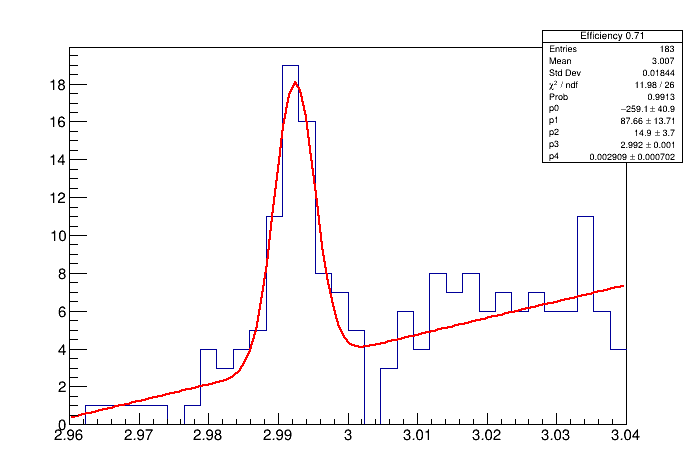 Efficiency 0.71
Entries 183
Mean 3.007
Std Dev 0.01844
χ² / ndf 11.98 / 26
Prob 0.9913
p0 −259.1 ± 40.9
p1 87.66 ± 13.71
p2 14.9 ± 3.7
p3 2.992 ± 0.001
p4 0.002909 ± 0.000702
18
16
14
12
10
8
6
4
2
0
2.96 2.97 2.98 2.99 3 3.01 3.02 3.03 3.04